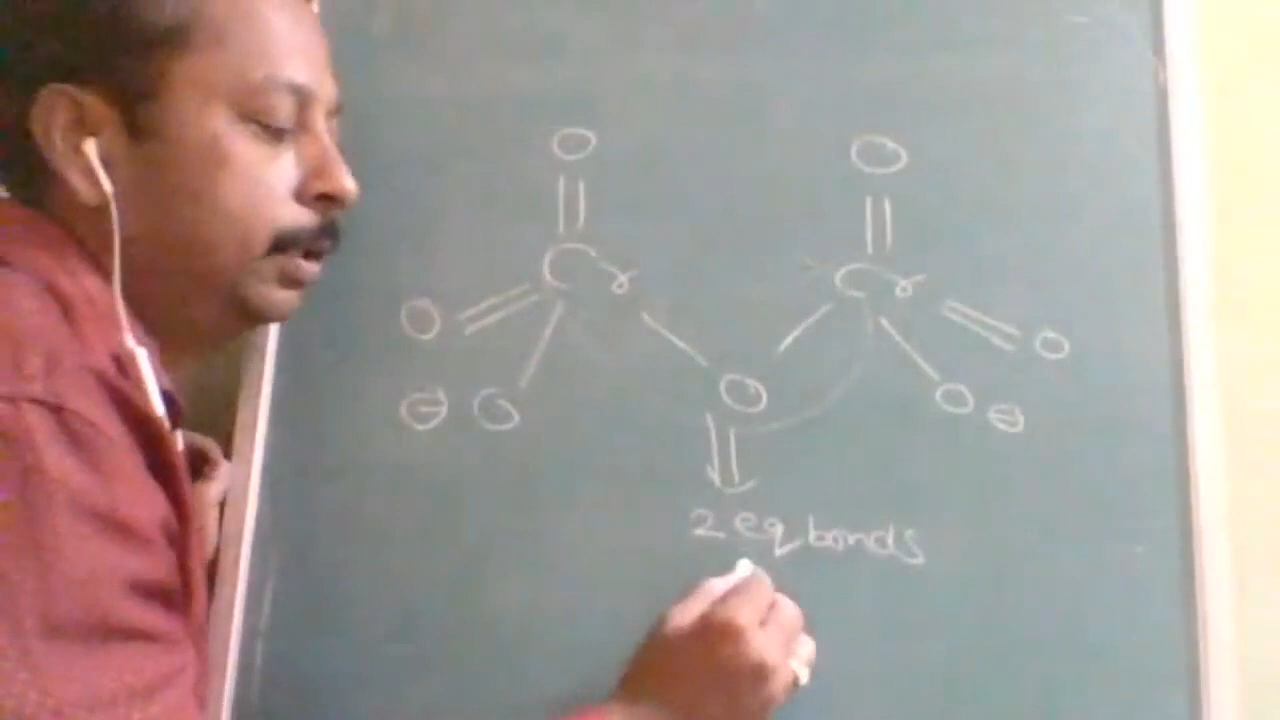 O O
Cr Cr
O O
O O O
⊖ ⊖
2 eq bonds